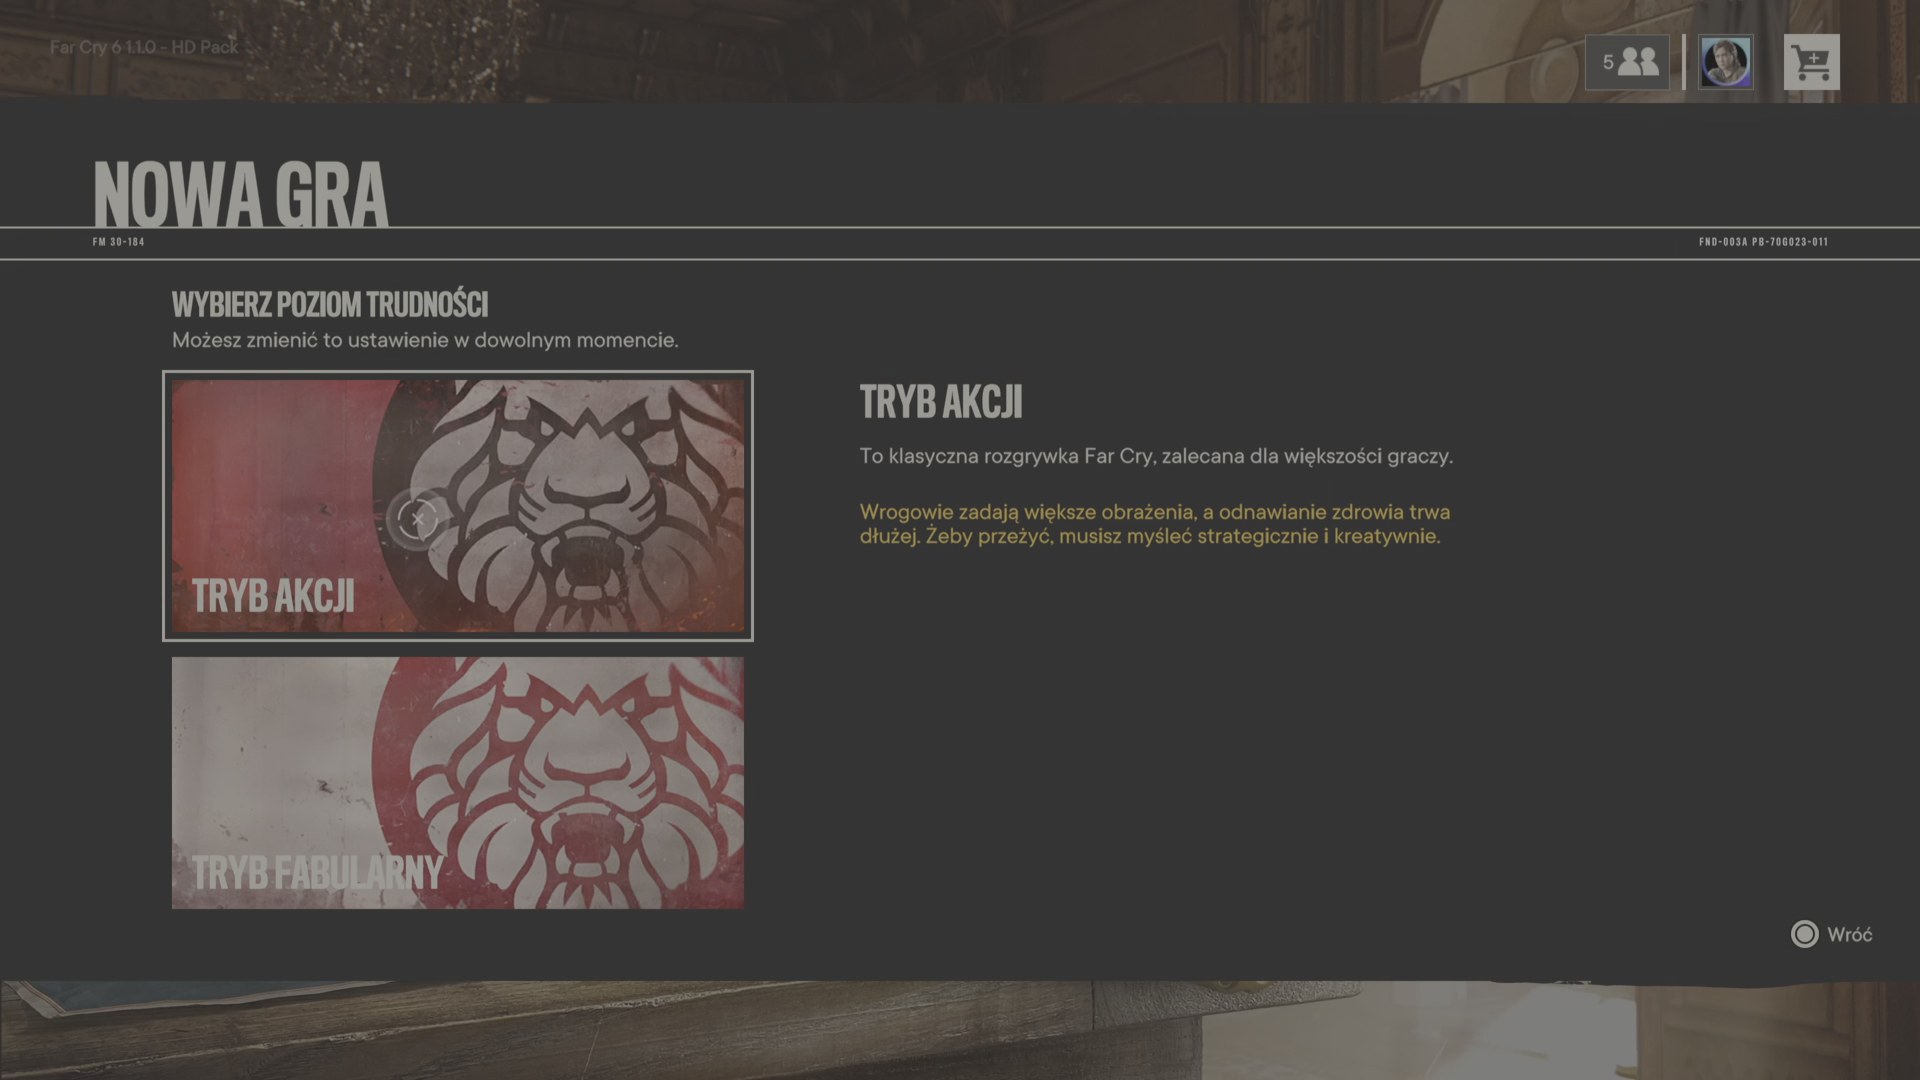 Far Cry 6 1.1.0 - HD Pack
5
NOWA GRA
FM 30-184
FND-003A PB-70G023-011
WYBIERZ POZIOM TRUDNOŚCI
Możesz zmienić to ustawienie w dowolnym momencie.
TRYB AKCJI
TRYB FABULARNY
TRYB AKCJI
To klasyczna rozgrywka Far Cry, zalecana dla większości graczy.
Wrogowie zadają większe obrażenia, a odnawianie zdrowia trwa
dłużej. Żeby przeżyć, musisz myśleć strategicznie i kreatywnie.
Wróć